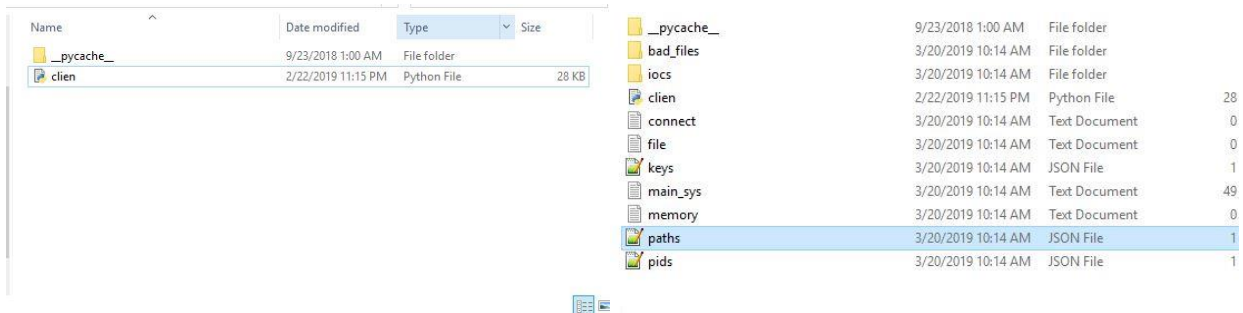 Name Date modified Type Size
__pycache__ 9/23/2018 1:00 AM File folder
clien 2/22/2019 11:15 PM Python File 28 KB
__pycache__ 9/23/2018 1:00 AM File folder
bad_files 3/20/2019 10:14 AM File folder
iocs 3/20/2019 10:14 AM File folder
clien 2/22/2019 11:15 PM Python File 28
connect 3/20/2019 10:14 AM Text Document 0
file 3/20/2019 10:14 AM Text Document 0
keys 3/20/2019 10:14 AM JSON File 1
main_sys 3/20/2019 10:14 AM Text Document 49
memory 3/20/2019 10:14 AM Text Document 0
paths 3/20/2019 10:14 AM JSON File 1
pids 3/20/2019 10:14 AM JSON File 1